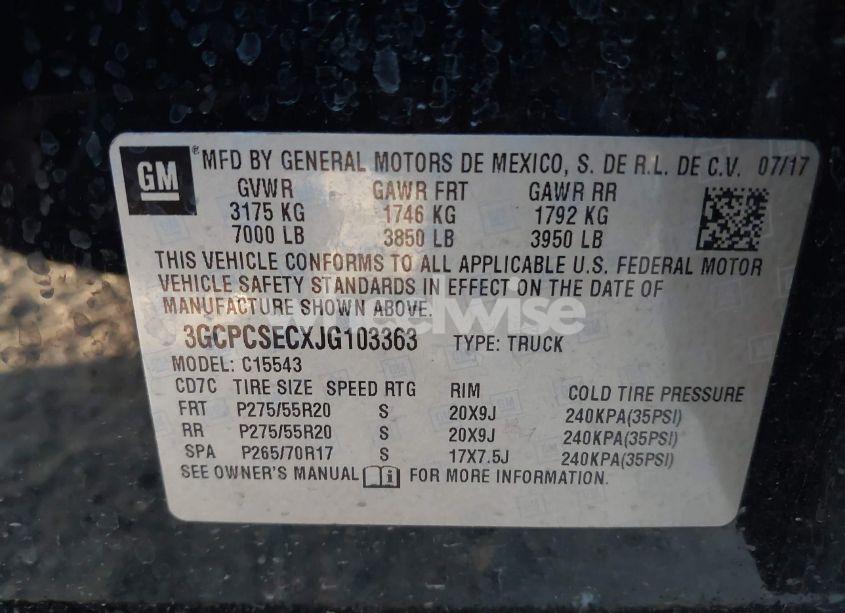 GM ® MFD BY GENERAL MOTORS DE MEXICO, S. DE R.L. DE C.V. 07/17
GVWR GAWR FRT GAWR RR
3175 KG 1746 KG 1792 KG
7000 LB 3850 LB 3950 LB
THIS VEHICLE CONFORMS TO ALL APPLICABLE U.S. FEDERAL MOTOR
VEHICLE SAFETY STANDARDS IN EFFECT ON THE DATE OF
MANUFACTURE SHOWN ABOVE.
wheelwise
3GCPCSECXJG103363 TYPE: TRUCK
MODEL: C15543
CD7C TIRE SIZE SPEED RTG RIM COLD TIRE PRESSURE
FRT P275/55R20 S 20X9J 240KPA(35PSI)
RR P275/55R20 S 20X9J 240KPA(35PSI)
SPA P265/70R17 S 17X7.5J 240KPA(35PSI)
SEE OWNER'S MANUAL i FOR MORE INFORMATION.